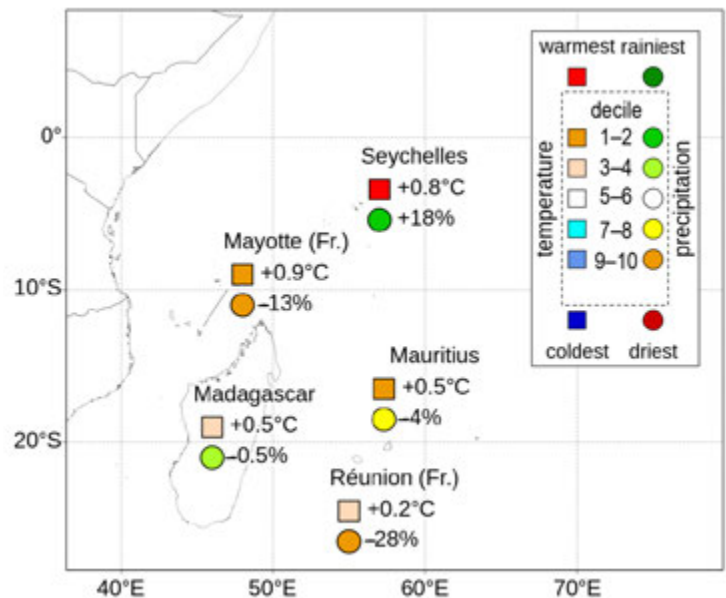 warmest rainiest
decile
1–2
3–4
5–6
7–8
9–10
temperature
precipitation
coldest driest
0°
10°S
20°S
Seychelles
+0.8°C
+18%
Mayotte (Fr.)
+0.9°C
–13%
Mauritius
+0.5°C
–4%
Madagascar
+0.5°C
–0.5%
Réunion (Fr.)
+0.2°C
–28%
40°E 50°E 60°E 70°E